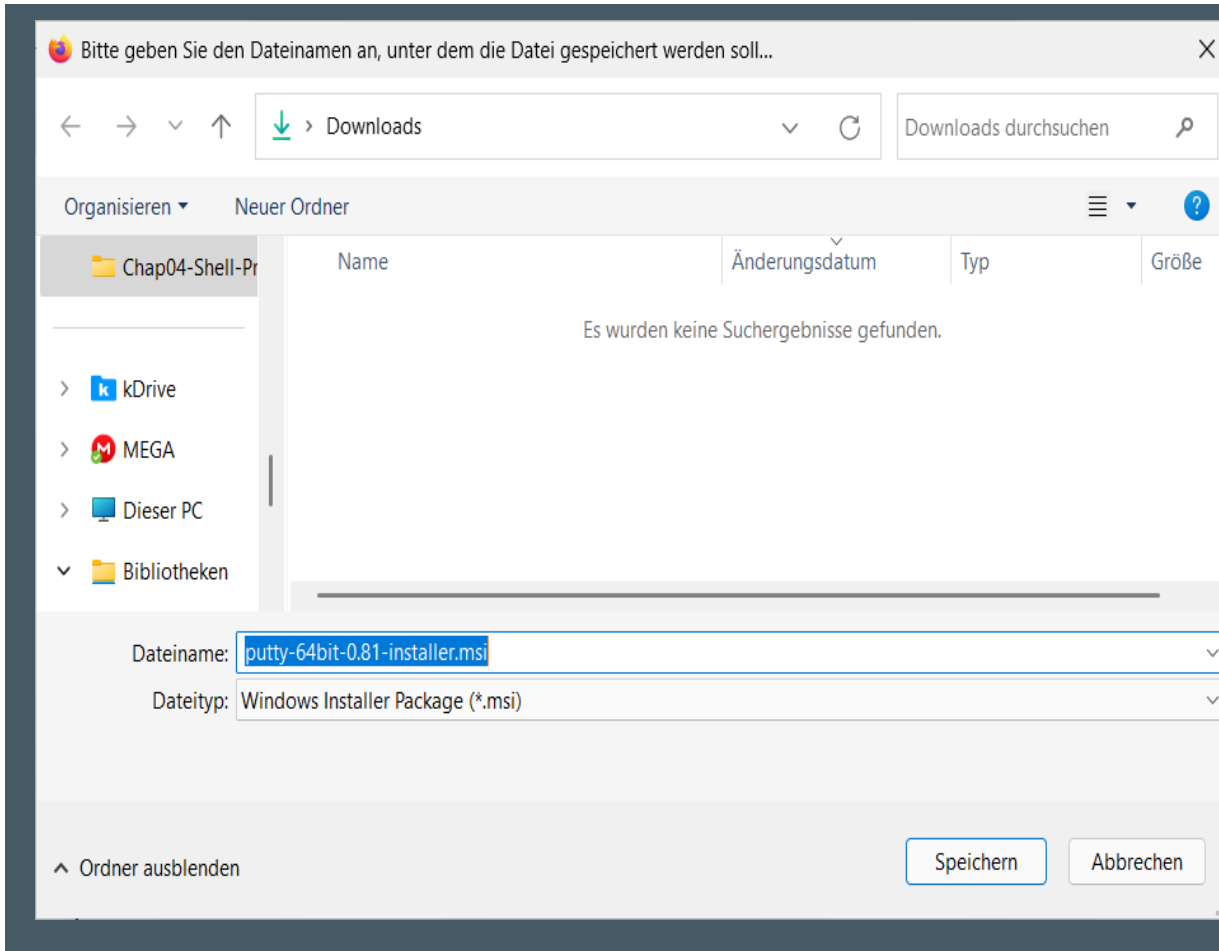 Bitte geben Sie den Dateinamen an, unter dem die Datei gespeichert werden soll...
Downloads
Downloads durchsuchen
Organisieren
Neuer Ordner
Chap04-Shell-Pr
Name
Änderungsdatum
Typ
Größe
Es wurden keine Suchergebnisse gefunden.
kDrive
MEGA
Dieser PC
Bibliotheken
Dateiname: putty-64bit-0.81-installer.msi
Dateityp: Windows Installer Package (*.msi)
Ordner ausblenden
Speichern
Abbrechen